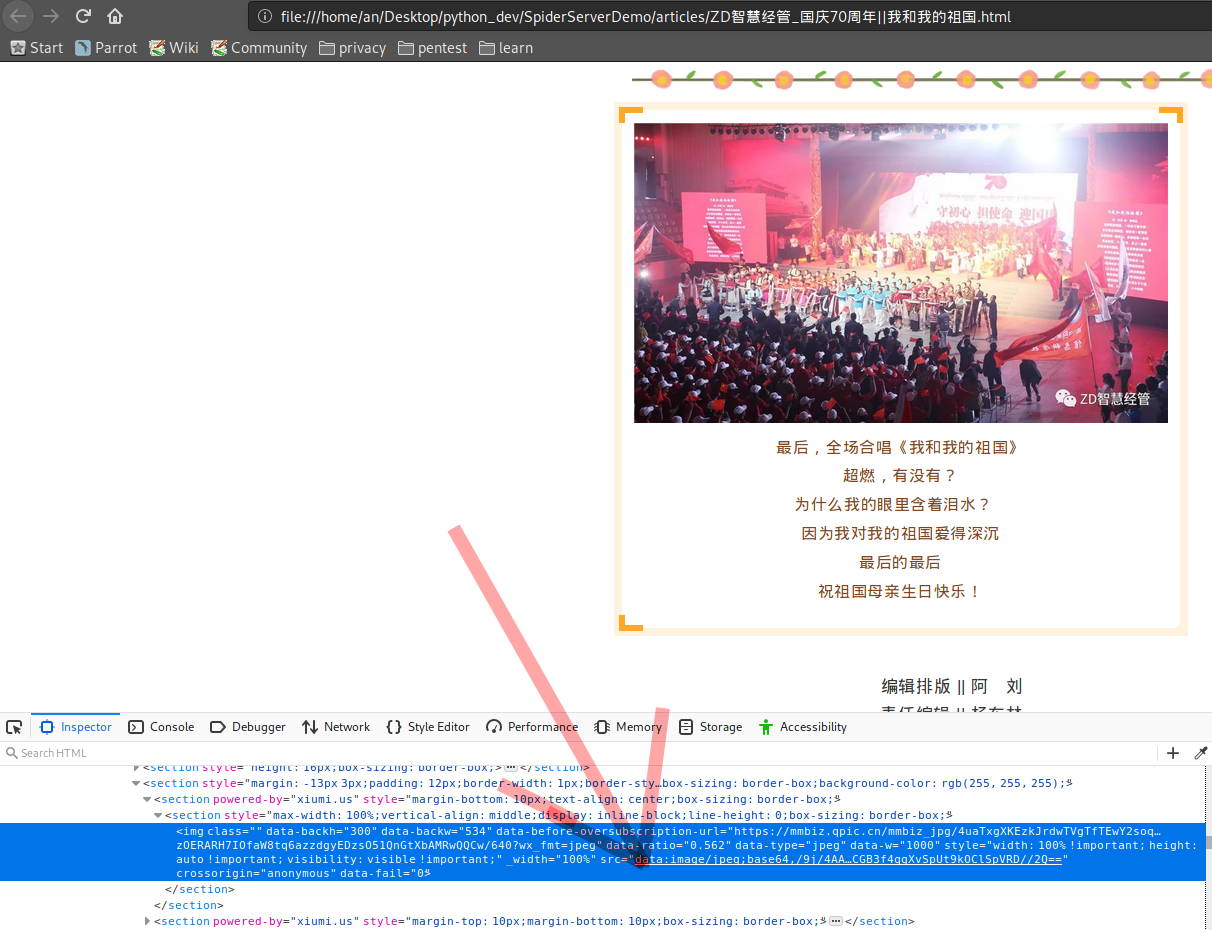 file:///home/an/Desktop/python_dev/SpiderServerDemo/articles/ZD智慧经管_国庆70周年||我和我的祖国.html
Start Parrot Wiki Community privacy pentest learn
70
守初心 担使命 迎国
ZD智慧经管
最后，全场合唱《我和我的祖国》
超燃，有没有？
为什么我的眼里含着泪水？
因为我对我的祖国爱得深沉
最后的最后
祝祖国母亲生日快乐！
编辑排版 || 阿　刘
Inspector Console Debugger Network Style Editor Performance Memory Storage Accessibility
Search HTML
<section style="height: 16px;box-sizing: border-box;>…</section>
<section style="margin: -13px 3px;padding: 12px;border-width: 1px;border-sty…box-sizing: border-box;background-color: rgb(255, 255, 255);
<section powered-by="xiumi.us" style="margin-bottom: 10px;text-align: center;box-sizing: border-box;
<section style="max-width: 100%;vertical-align: middle;display: inline-block;line-height: 0;box-sizing: border-box;
<img class="" data-backh="300" data-backw="534" data-before-oversubscription-url="https://mmbiz.qpic.cn/mmbiz_jpg/4uaTxgXKEzkJrdwTVgTfTEwY2soq…
zOERARH7IOfaW8tq6azzdgyEDzsO51QnGtXbAMRwQQCw/640?wx_fmt=jpeg" data-ratio="0.562" data-type="jpeg" data-w="1000" style="width: 100% !important; height:
auto !important; visibility: visible !important;" _width="100%" src="data:image/jpeg;base64,/9j/4AA…CGB3f4qgXvSpUt9kOClSpVRD//2Q=="
crossorigin="anonymous" data-fail="0
</section>
</section>
<section powered-by="xiumi.us" style="margin-top: 10px;margin-bottom: 10px;box-sizing: border-box;…</section>